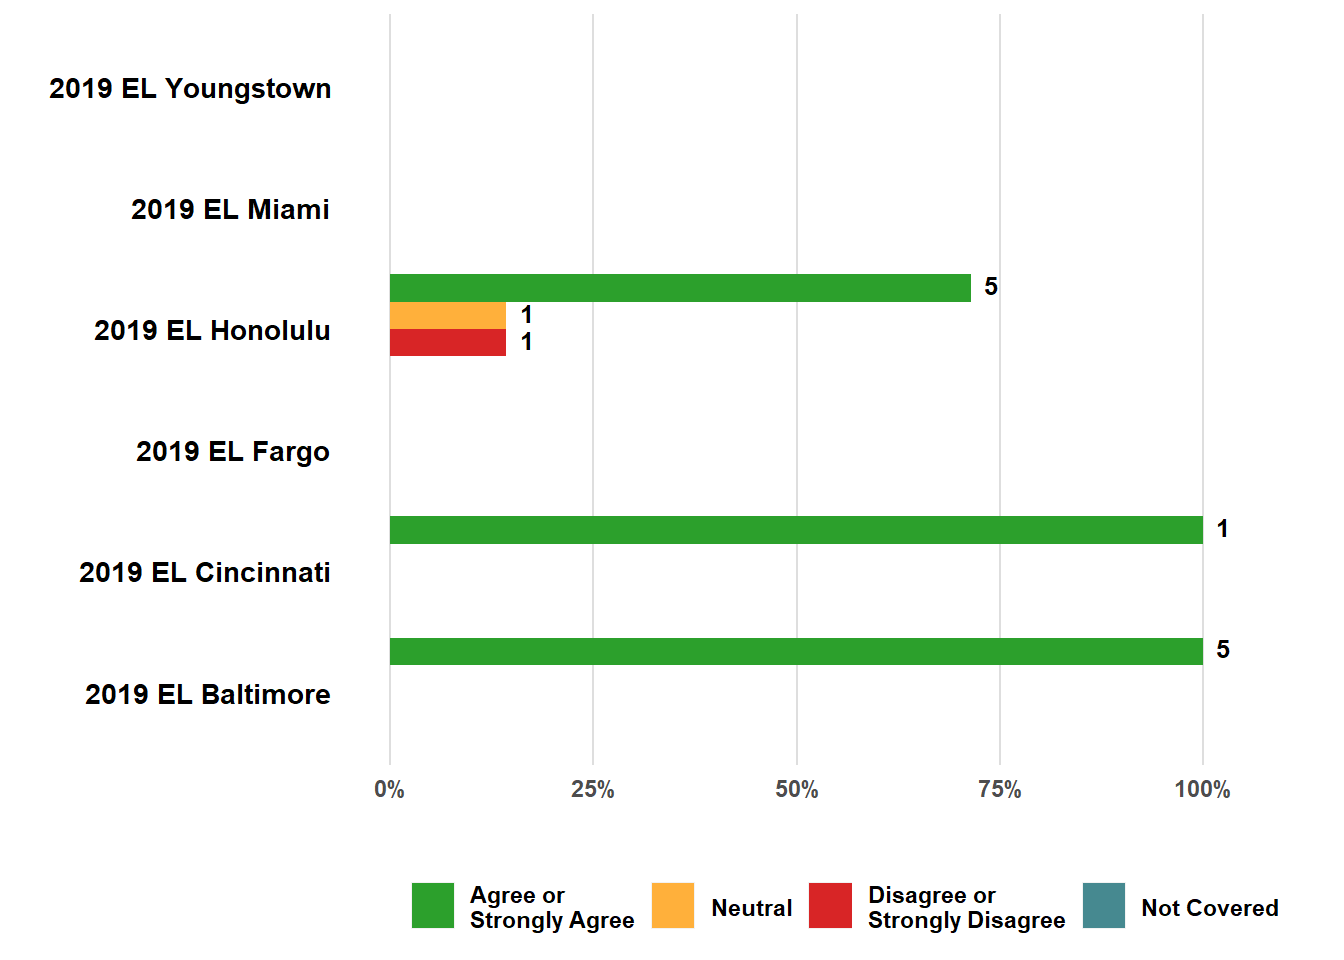 2019 EL Youngstown
2019 EL Miami
5
1
2019 EL Honolulu
1
2019 EL Fargo
1
2019 EL Cincinnati
5
2019 EL Baltimore
0% 25% 50% 75% 100%
Agree or
Strongly Agree
Neutral
Disagree or
Strongly Disagree
Not Covered